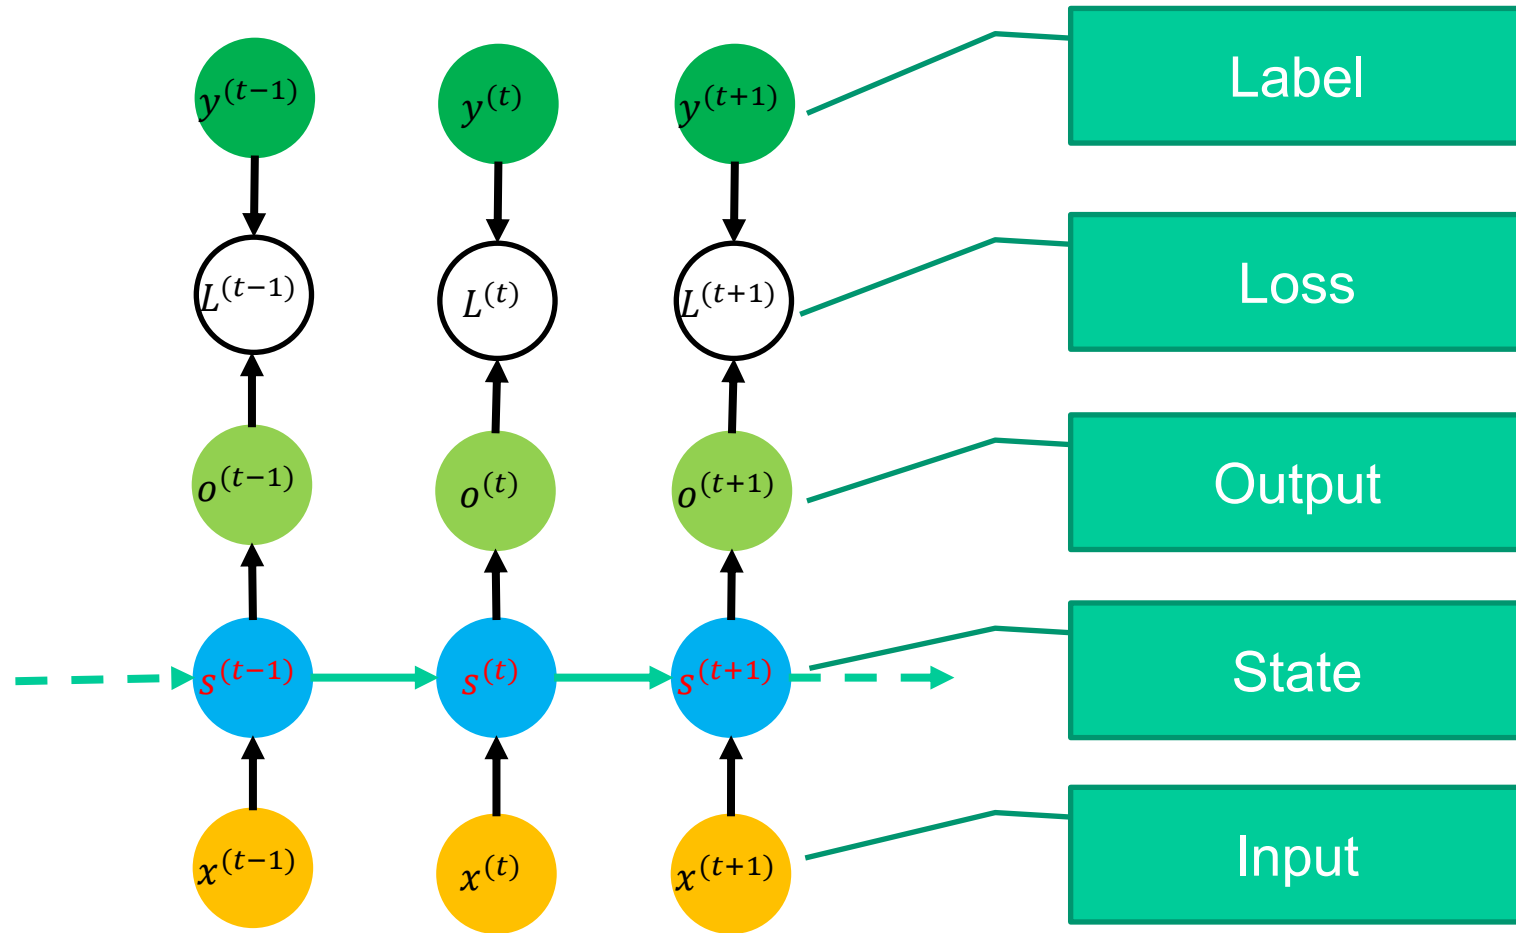 y^(t−1) y^(t) y^(t+1) Label
L^(t−1) L^(t) L^(t+1) Loss
o^(t−1) o^(t) o^(t+1) Output
s^(t−1) s^(t) s^(t+1) State
x^(t−1) x^(t) x^(t+1) Input